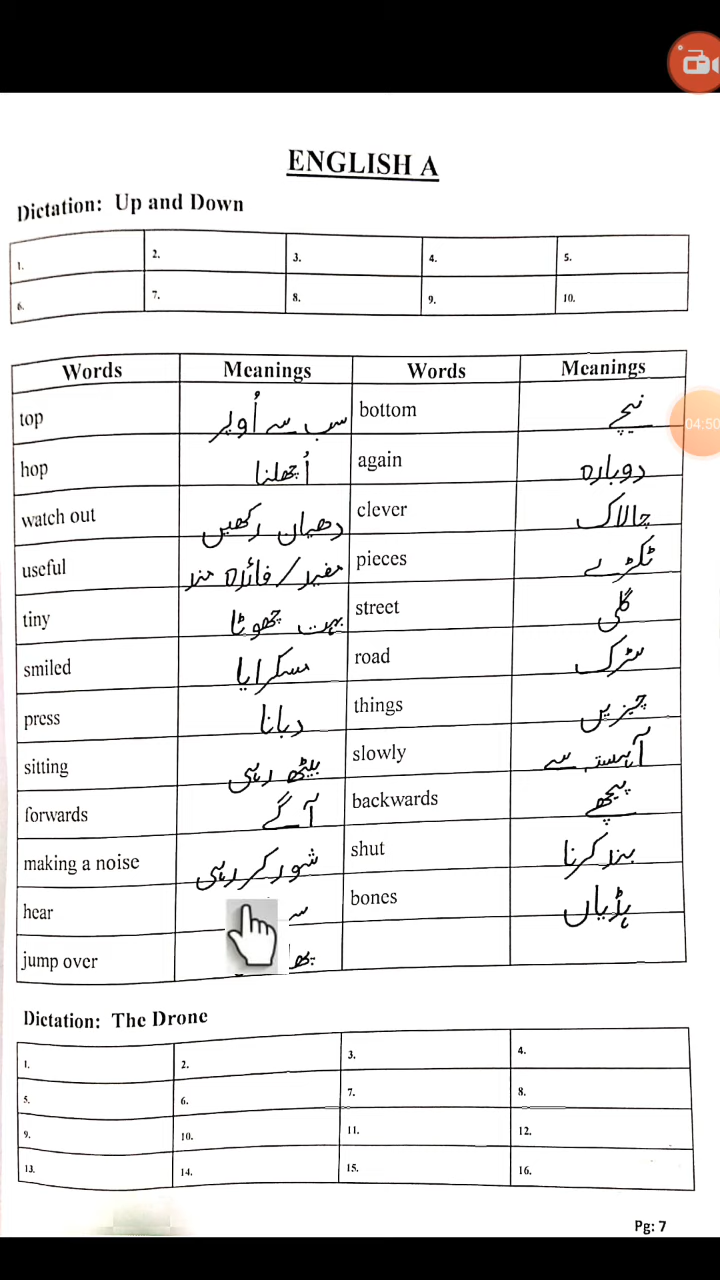 04:50
ENGLISH A
Dictation: Up and Down
1. 2. 3. 4. 5.
6. 7. 8. 9. 10.
Words Meanings Words Meanings
top سب سے اُوپر bottom نیچے
hop اُچھلنا again دوبارہ
watch out دھیان رکھیں clever چالاک
useful مفید/فائدہ مند pieces ٹکڑے
tiny بہت چھوٹا street گلی
smiled مسکرایا road سڑک
press دبانا things چیزیں
sitting بیٹھ رہی slowly آہستہ سے
forwards آگے backwards پیچھے
making a noise شور کر رہی shut بند کرنا
hear bones ہڈیاں
jump over
Dictation: The Drone
1. 2. 3. 4.
5. 6. 7. 8.
9. 10. 11. 12.
13. 14. 15. 16.
Pg: 7